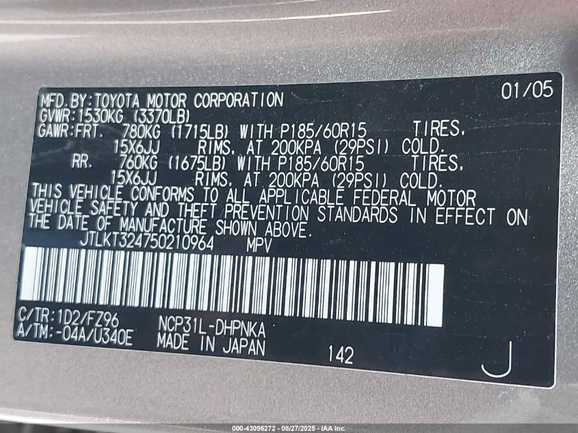 MFD.BY:TOYOTA MOTOR CORPORATION 01/05
GVWR:1530KG (3370LB)
GAWR:FRT. 780KG (1715LB) WITH P185/60R15 TIRES,
15X6JJ RIMS, AT 200KPA (29PSI) COLD.
RR. 760KG (1675LB) WITH P185/60R15 TIRES,
15X6JJ RIMS, AT 200KPA (29PSI) COLD.
THIS VEHICLE CONFORMS TO ALL APPLICABLE FEDERAL MOTOR
VEHICLE SAFETY AND THEFT PREVENTION STANDARDS IN EFFECT ON
THE DATE OF MANUFACTURE SHOWN ABOVE.
JTLKT324750210964 MPV
C/TR:1D2/FZ96 NCP31L-DHPNKA
A/TM:-04A/U340E MADE IN JAPAN 142 J
000-43096272 - 08/27/2025 - IAA Inc.